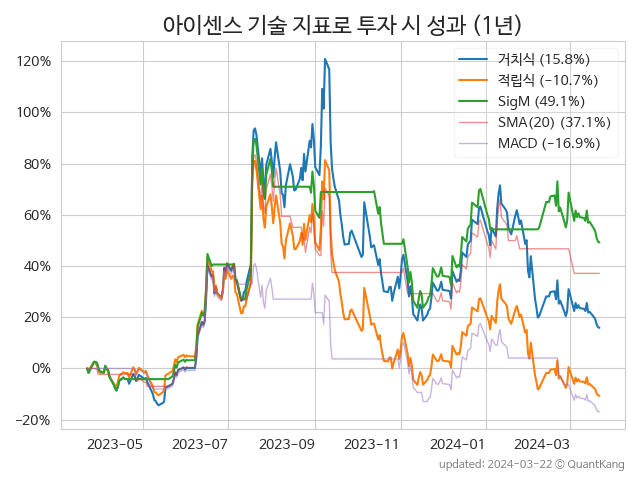 아이센스 기술 지표로 투자 시 성과 (1년)
거치식 (15.8%)
적립식 (−10.7%)
SigM (49.1%)
SMA(20) (37.1%)
MACD (−16.9%)
120%
100%
80%
60%
40%
20%
0%
−20%
2023-05 2023-07 2023-09 2023-11 2024-01 2024-03
updated: 2024-03-22 © QuantKang